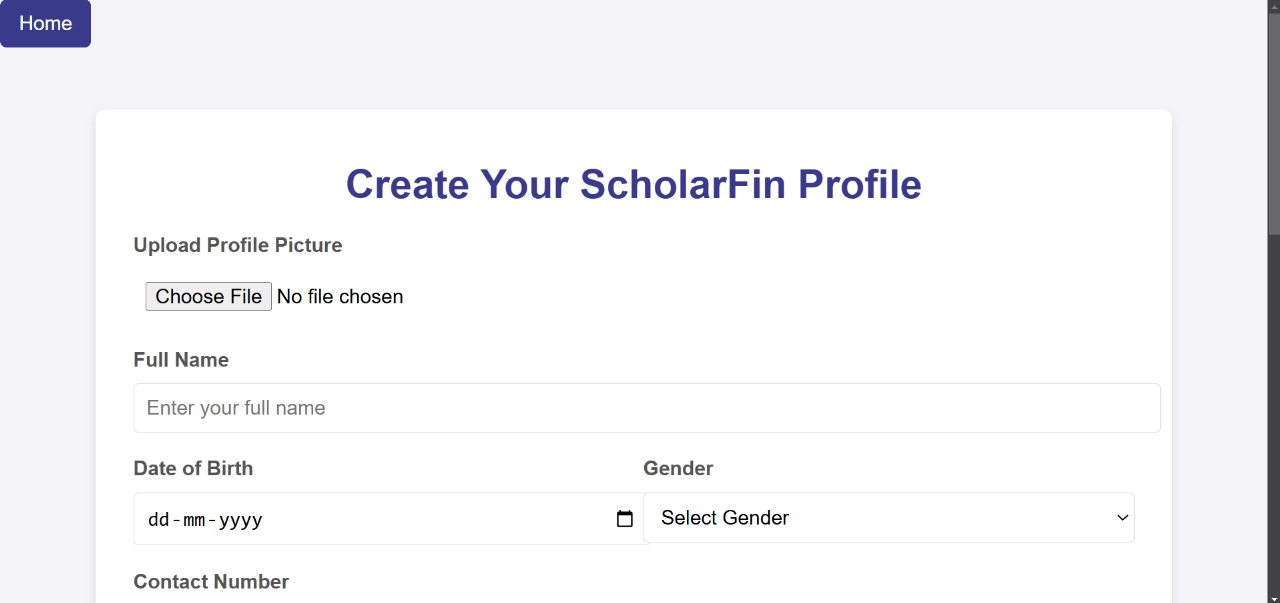 Home
Create Your ScholarFin Profile
Upload Profile Picture
Choose File No file chosen
Full Name
Enter your full name
Date of Birth Gender
dd-mm-yyyy Select Gender
Contact Number